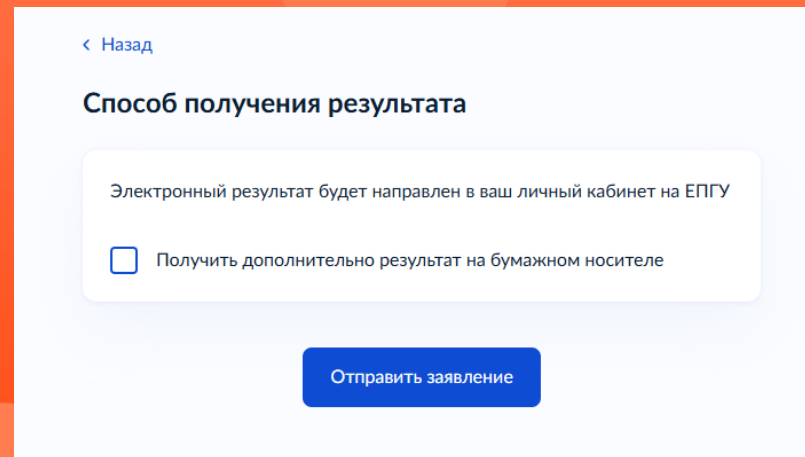 Назад
Способ получения результата
Электронный результат будет направлен в ваш личный кабинет на ЕПГУ
Получить дополнительно результат на бумажном носителе
Отправить заявление